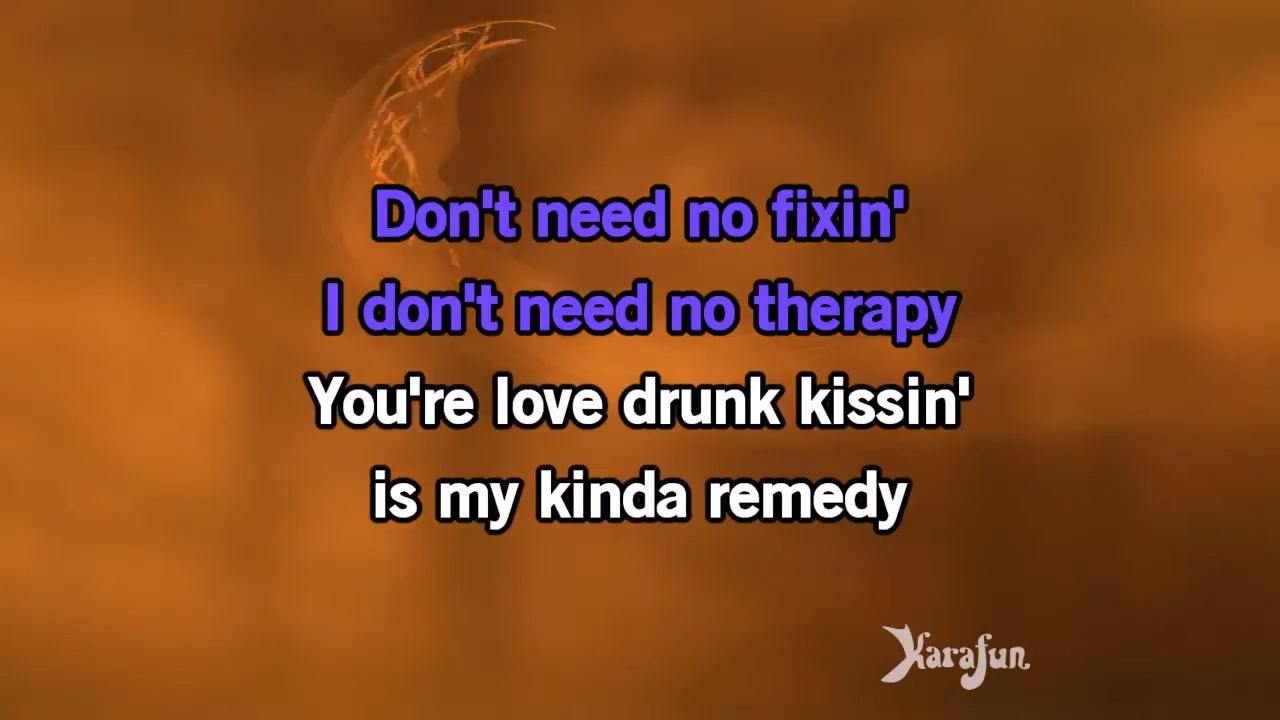 Don't need no fixin'
I don't need no therapy
You're love drunk kissin'
is my kinda remedy
Karafun